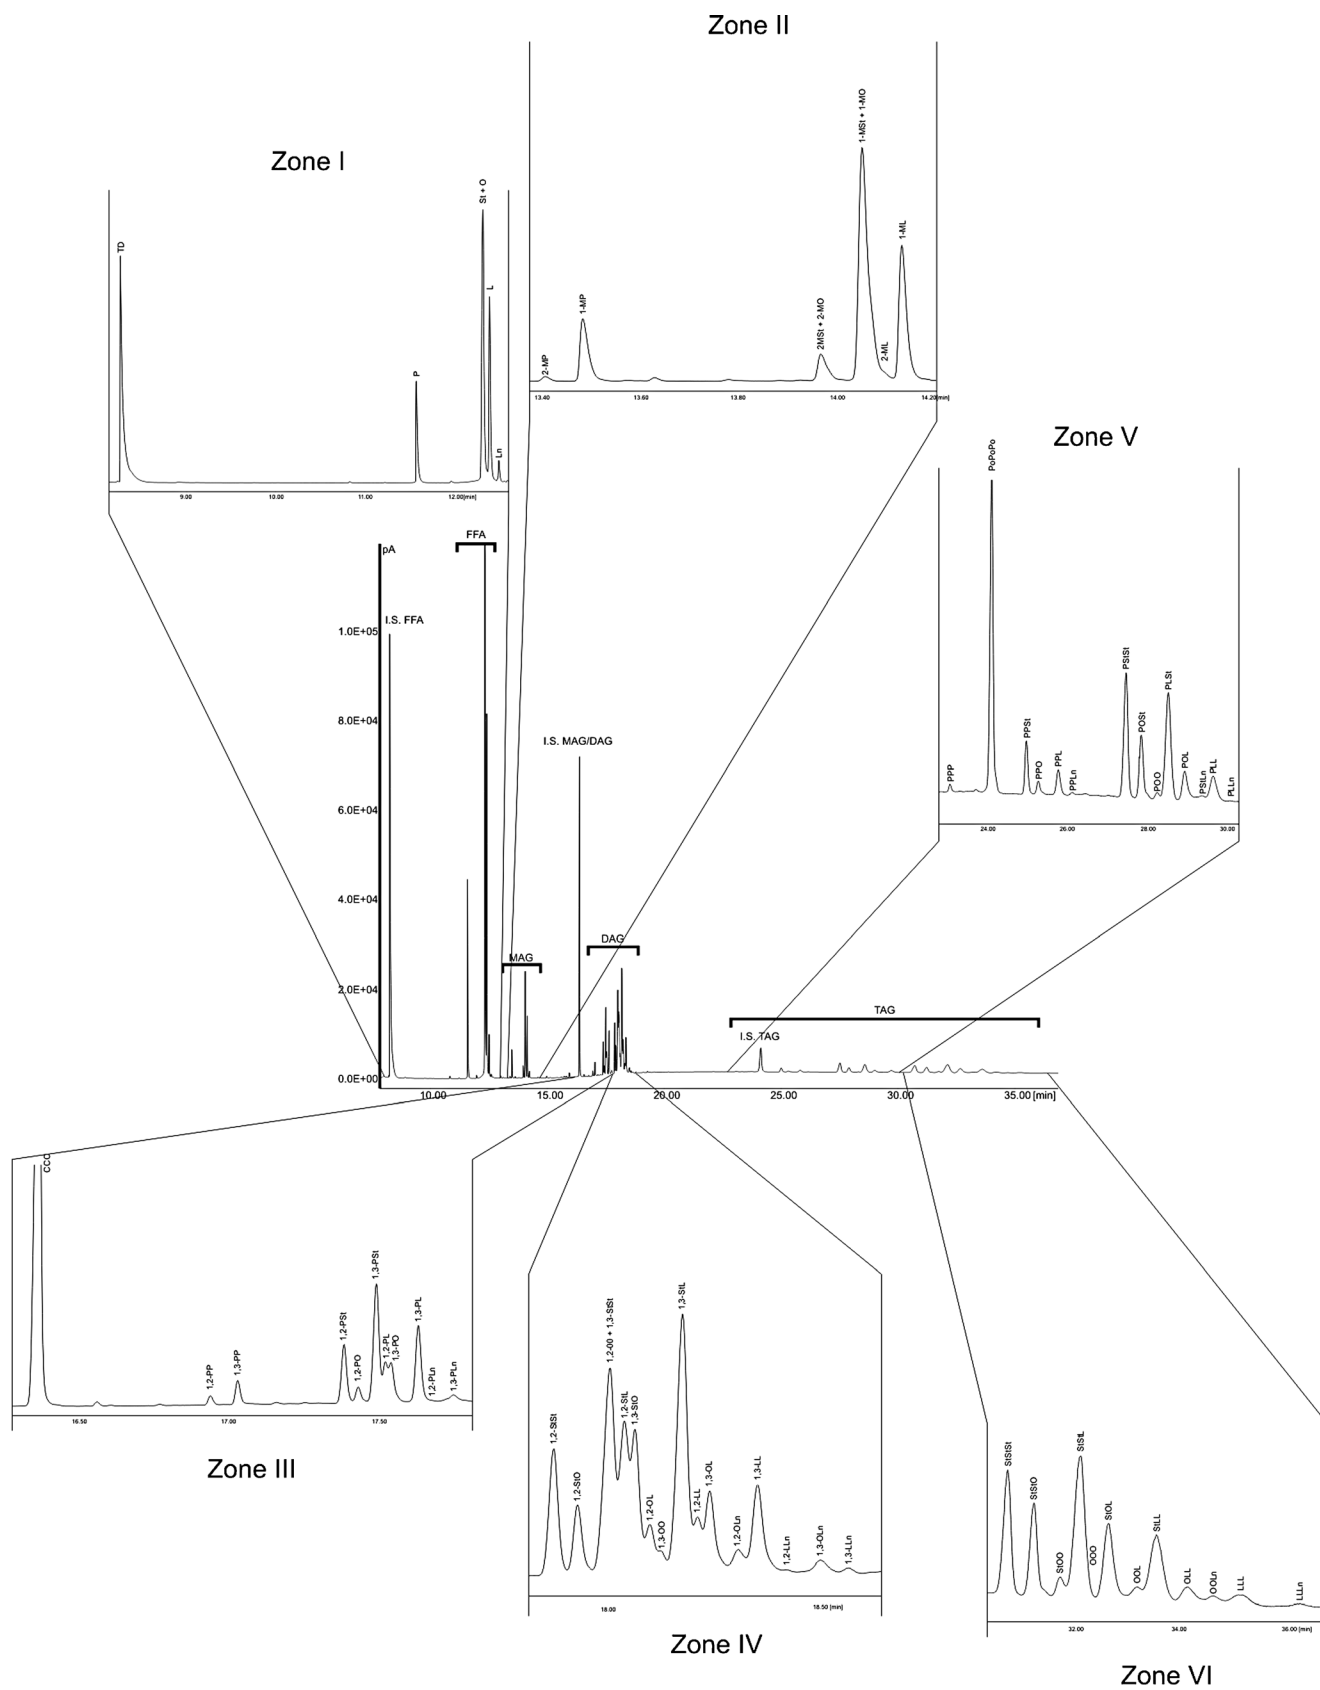 Zone II
Zone I
TD
P
St + O
L
Ln
9.00
10.00
11.00
12.00[min]
2-MP
1-MP
2MSt + 2-MO
1-MSt + 1-MO
2-ML
1-ML
13.40
13.60
13.80
14.00
14.20[min]
Zone V
PPP
PoPoPo
PPSt
PPO
PPL
PPLn
PStSt
POSt
POO
PLSt
POL
PStLn
PLL
PLLn
24.00
26.00
28.00
30.00
pA
FFA
I.S. FFA
1.0E+05
8.0E+04
I.S. MAG/DAG
6.0E+04
4.0E+04
DAG
MAG
2.0E+04
TAG
I.S. TAG
0.0E+00
10.00
15.00
20.00
25.00
30.00
35.00 [min]
CCC
1,2-PP
1,3-PP
1,2-PSt
1,2-PO
1,3-PSt
1,2-PL
1,3-PO
1,3-PL
1,2-PLn
1,3-PLn
16.50
17.00
17.50
Zone III
1,2-StSt
1,2-StO
1,2-00 + 1,3-StSt
1,2-StL
1,3-StO
1,2-OL
1,3-OO
1,3-StL
1,2-LL
1,3-OL
1,2-OLn
1,3-LL
1,2-LLn
1,3-OLn
1,3-LLn
18.00
18.50 [min]
Zone IV
StStSt
StStO
StOO
StStL
OOO
StOL
OOL
StLL
OLL
OOLn
LLL
LLLn
32.00
34.00
36.00 [min]
Zone VI